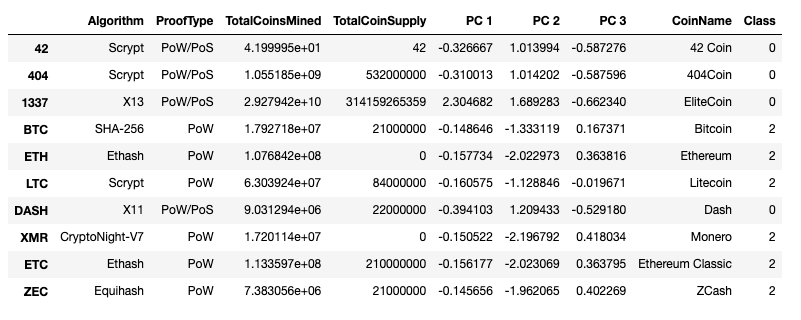 Algorithm ProofType TotalCoinsMined TotalCoinSupply PC 1 PC 2 PC 3 CoinName Class
42 Scrypt PoW/PoS 4.199995e+01 42 -0.326667 1.013994 -0.587276 42 Coin 0
404 Scrypt PoW/PoS 1.055185e+09 532000000 -0.310013 1.014202 -0.587596 404Coin 0
1337 X13 PoW/PoS 2.927942e+10 314159265359 2.304682 1.689283 -0.662340 EliteCoin 0
BTC SHA-256 PoW 1.792718e+07 21000000 -0.148646 -1.333119 0.167371 Bitcoin 2
ETH Ethash PoW 1.076842e+08 0 -0.157734 -2.022973 0.363816 Ethereum 2
LTC Scrypt PoW 6.303924e+07 84000000 -0.160575 -1.128846 -0.019671 Litecoin 2
DASH X11 PoW/PoS 9.031294e+06 22000000 -0.394103 1.209433 -0.529180 Dash 0
XMR CryptoNight-V7 PoW 1.720114e+07 0 -0.150522 -2.196792 0.418034 Monero 2
ETC Ethash PoW 1.133597e+08 210000000 -0.156177 -2.023069 0.363795 Ethereum Classic 2
ZEC Equihash PoW 7.383056e+06 21000000 -0.145656 -1.962065 0.402269 ZCash 2